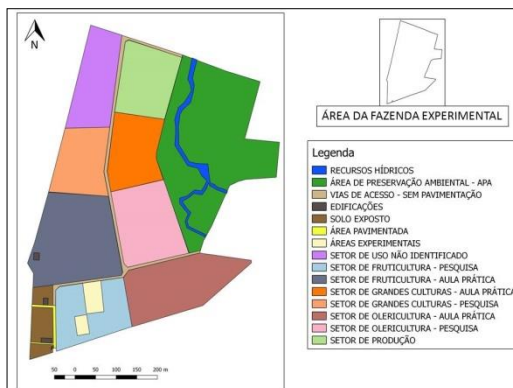 N
50 0 50 100 150 200 m
ÁREA DA FAZENDA EXPERIMENTAL
Legenda
RECURSOS HÍDRICOS
ÁREA DE PRESERVAÇÃO AMBIENTAL - APA
VIAS DE ACESSO - SEM PAVIMENTAÇÃO
EDIFICAÇÕES
SOLO EXPOSTO
ÁREA PAVIMENTADA
ÁREAS EXPERIMENTAIS
SETOR DE USO NÃO IDENTIFICADO
SETOR DE FRUTICULTURA - PESQUISA
SETOR DE FRUTICULTURA - AULA PRÁTICA
SETOR DE GRANDES CULTURAS - AULA PRÁTICA
SETOR DE GRANDES CULTURAS - PESQUISA
SETOR DE OLERICULTURA - AULA PRÁTICA
SETOR DE OLERICULTURA - PESQUISA
SETOR DE PRODUÇÃO